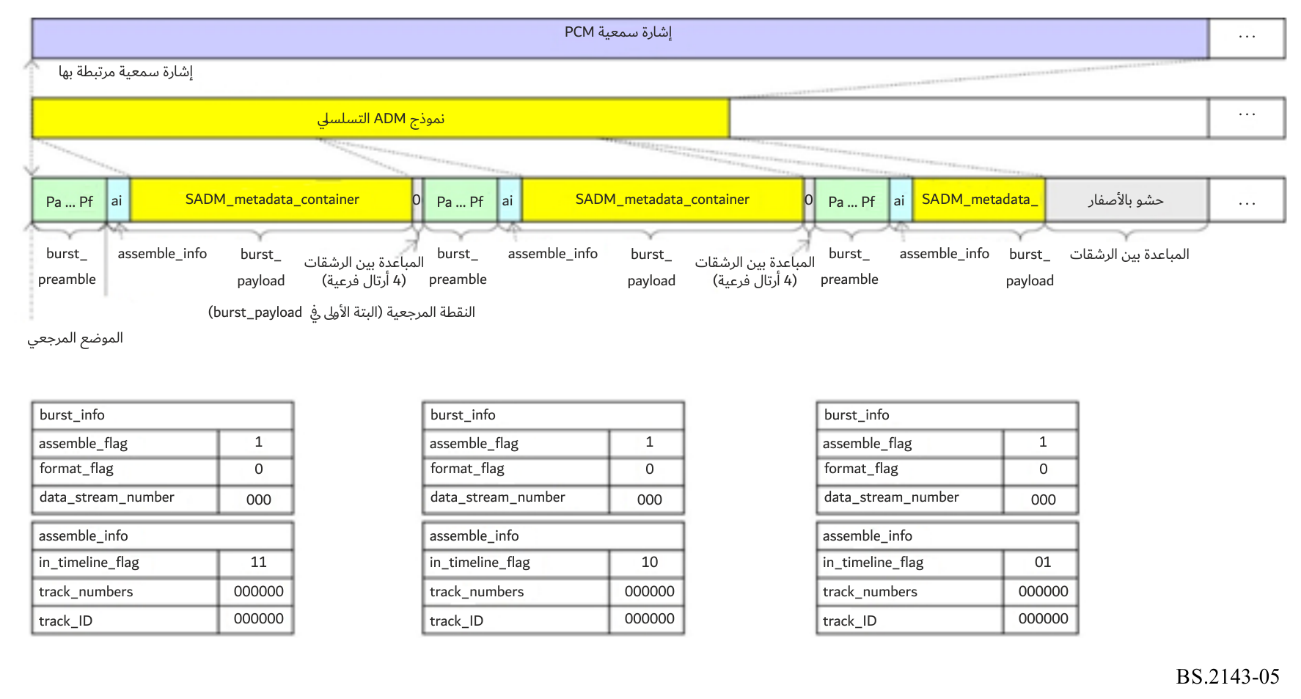 إشارة سمعية PCM
...
إشارة سمعية مرتبطة بها
نموذج ADM التسلسلي
...
Pa ... Pf ai SADM_metadata_container 0 Pa ... Pf ai SADM_metadata_container 0 Pa ... Pf ai SADM_metadata_ حشو بالأصفار ...
burst_
preamble
assemble_info
burst_
payload
المباعدة بين الرشقات
(4 أرتال فرعية)
burst_
preamble
assemble_info
burst_
payload
المباعدة بين الرشقات
(4 أرتال فرعية)
burst_
preamble
assemble_info
burst_
payload
المباعدة بين الرشقات
النقطة المرجعية (البتة الأولى في burst_payload)
الموضع المرجعي
burst_info
assemble_flag 1
format_flag 0
data_stream_number 000
assemble_info
in_timeline_flag 11
track_numbers 000000
track_ID 000000
burst_info
assemble_flag 1
format_flag 0
data_stream_number 000
assemble_info
in_timeline_flag 10
track_numbers 000000
track_ID 000000
burst_info
assemble_flag 1
format_flag 0
data_stream_number 000
assemble_info
in_timeline_flag 01
track_numbers 000000
track_ID 000000
BS.2143-05